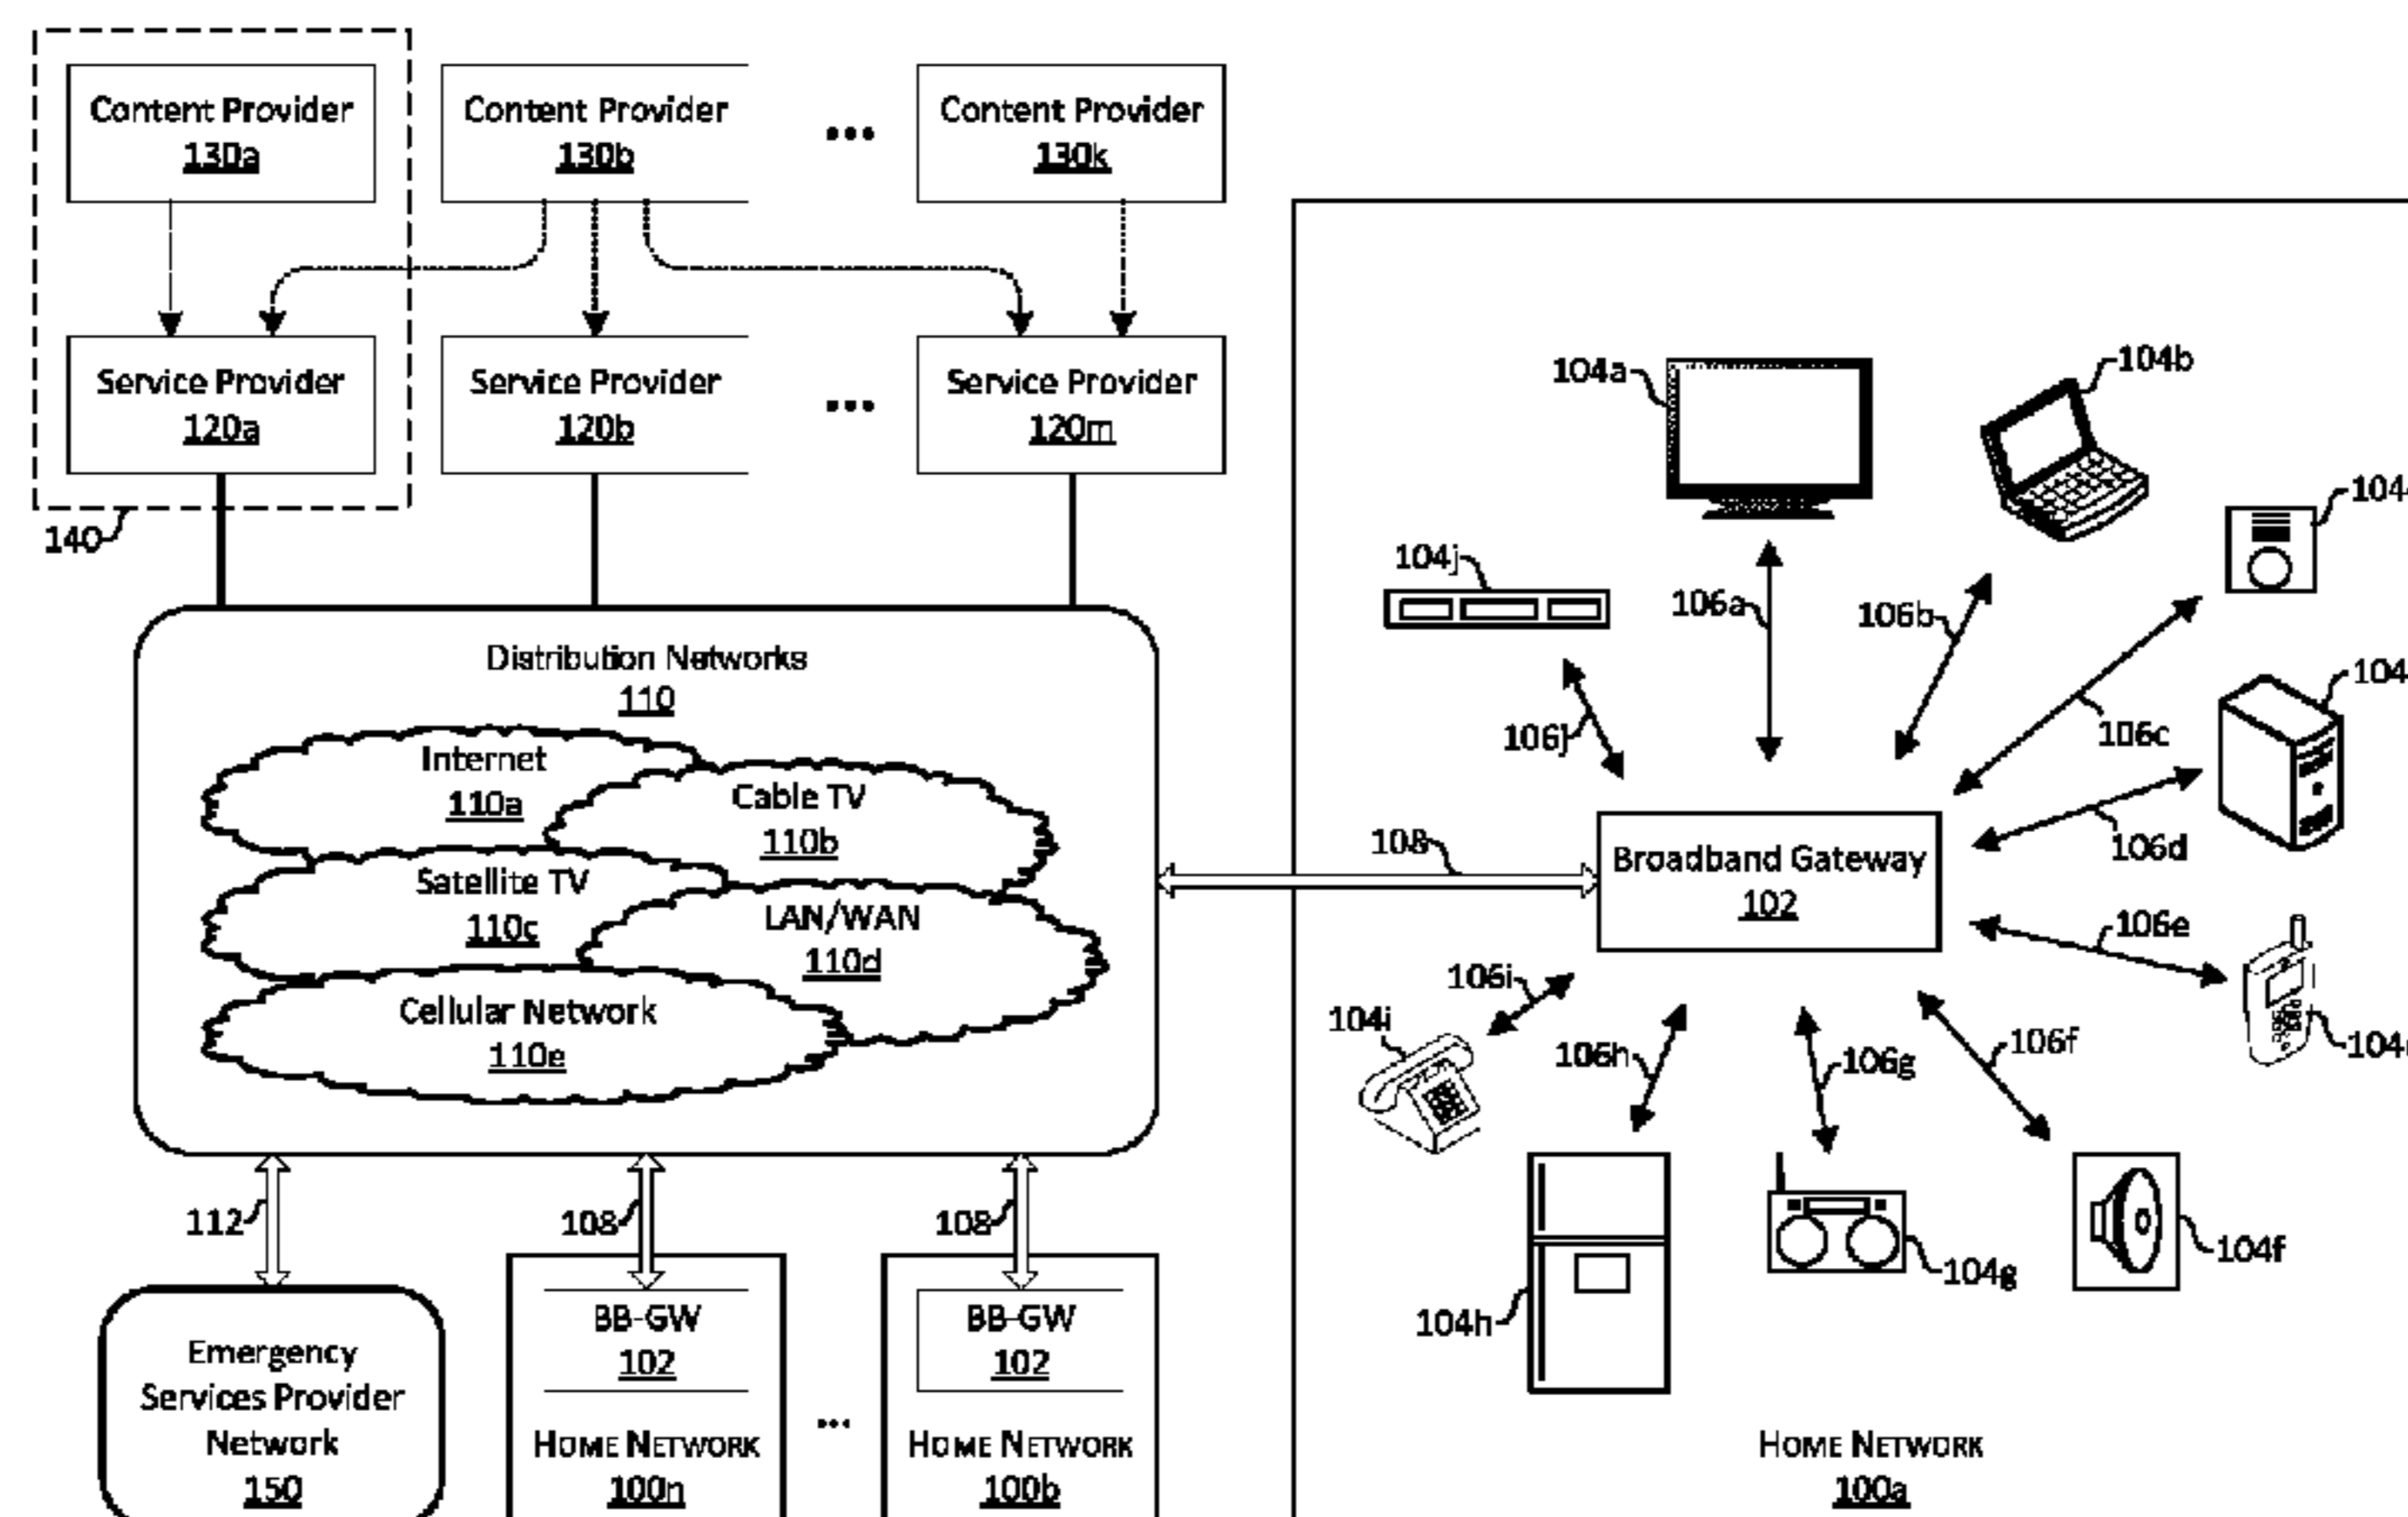 Content Provider
130a
Content Provider
130b
...
Content Provider
130k
Service Provider
120a
Service Provider
120b
...
Service Provider
120m
140
Distribution Networks
110
Internet
110a
Cable TV
110b
Satellite TV
110c
LAN/WAN
110d
Cellular Network
110e
112
108
108
Emergency
Services Provider
Network
150
BB-GW
102
HOME NETWORK
100n
...
BB-GW
102
HOME NETWORK
100b
108
104a
104b
104j
106a
106b
106j
106c
106d
Broadband Gateway
102
106e
106i
104i
106h
106g
106f
104h
104g
104f
HOME NETWORK
100a